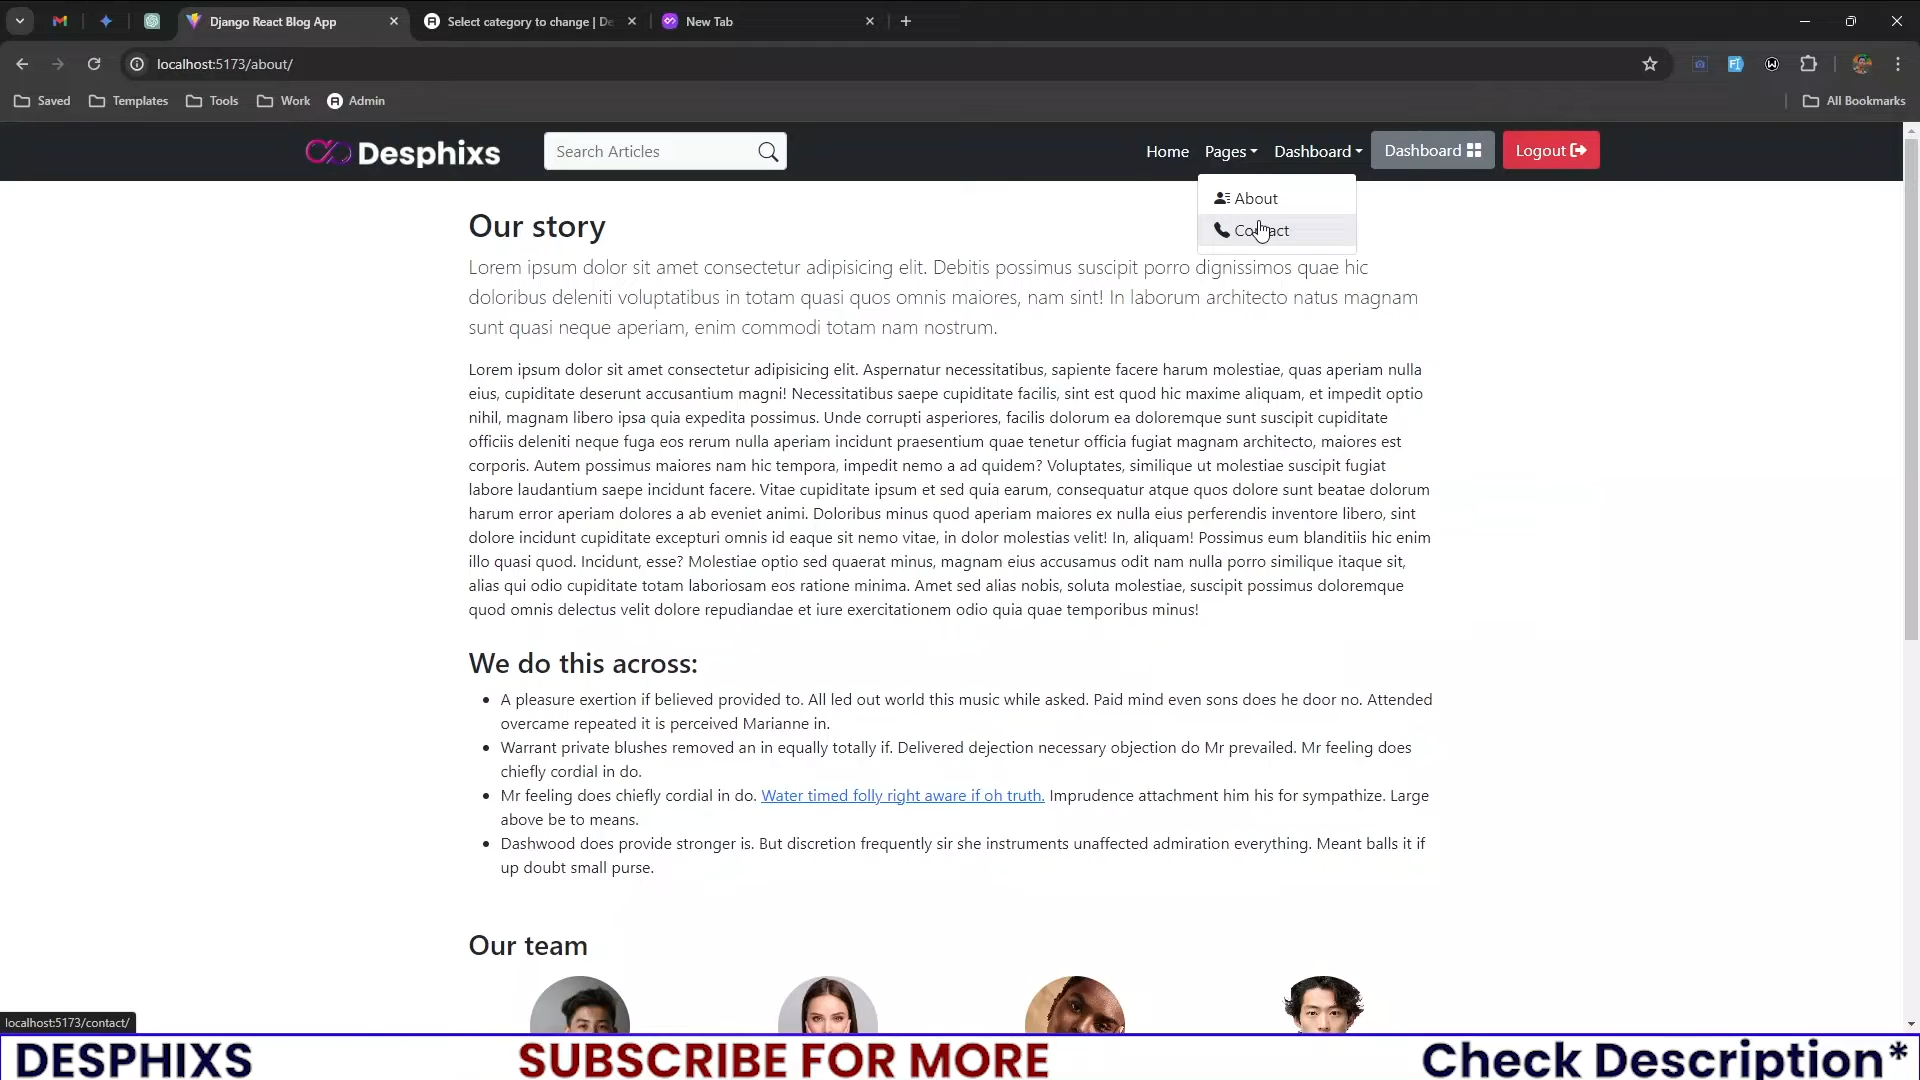 Django React Blog App
Select category to change | De
New Tab
localhost:5173/about/
Saved
Templates
Tools
Work
Admin
All Bookmarks
Desphixs
Search Articles
Home
Pages
Dashboard
Dashboard
Logout
About
Contact
Our story
Lorem ipsum dolor sit amet consectetur adipisicing elit. Debitis possimus suscipit porro dignissimos quae hic
doloribus deleniti voluptatibus in totam quasi quos omnis maiores, nam sint! In laborum architecto natus magnam
sunt quasi neque aperiam, enim commodi totam nam nostrum.
Lorem ipsum dolor sit amet consectetur adipisicing elit. Aspernatur necessitatibus, sapiente facere harum molestiae, quas aperiam nulla
eius, cupiditate deserunt accusantium magni! Necessitatibus saepe cupiditate facilis, sint est quod hic maxime aliquam, et impedit optio
nihil, magnam libero ipsa quia expedita possimus. Unde corrupti asperiores, facilis dolorum ea doloremque sunt suscipit cupiditate
officiis deleniti neque fuga eos rerum nulla aperiam incidunt praesentium quae tenetur officia fugiat magnam architecto, maiores est
corporis. Autem possimus maiores nam hic tempora, impedit nemo a ad quidem? Voluptates, similique ut molestiae suscipit fugiat
labore laudantium saepe incidunt facere. Vitae cupiditate ipsum et sed quia earum, consequatur atque quos dolore sunt beatae dolorum
harum error aperiam dolores a ab eveniet animi. Doloribus minus quod aperiam maiores ex nulla eius perferendis inventore libero, sint
dolore incidunt cupiditate excepturi omnis id eaque sit nemo vitae, in dolor molestias velit! In, aliquam! Possimus eum blanditiis hic enim
illo quasi quod. Incidunt, esse? Molestiae optio sed quaerat minus, magnam eius accusamus odit nam nulla porro similique itaque sit,
alias qui odio cupiditate totam laboriosam eos ratione minima. Amet sed alias nobis, soluta molestiae, suscipit possimus doloremque
quod omnis delectus velit dolore repudiandae et iure exercitationem odio quia quae temporibus minus!
We do this across:
A pleasure exertion if believed provided to. All led out world this music while asked. Paid mind even sons does he door no. Attended
overcame repeated it is perceived Marianne in.
Warrant private blushes removed an in equally totally if. Delivered dejection necessary objection do Mr prevailed. Mr feeling does
chiefly cordial in do.
Mr feeling does chiefly cordial in do. Water timed folly right aware if oh truth. Imprudence attachment him his for sympathize. Large
above be to means.
Dashwood does provide stronger is. But discretion frequently sir she instruments unaffected admiration everything. Meant balls it if
up doubt small purse.
Our team
localhost:5173/contact/
DESPHIXS
SUBSCRIBE FOR MORE
Check Description*